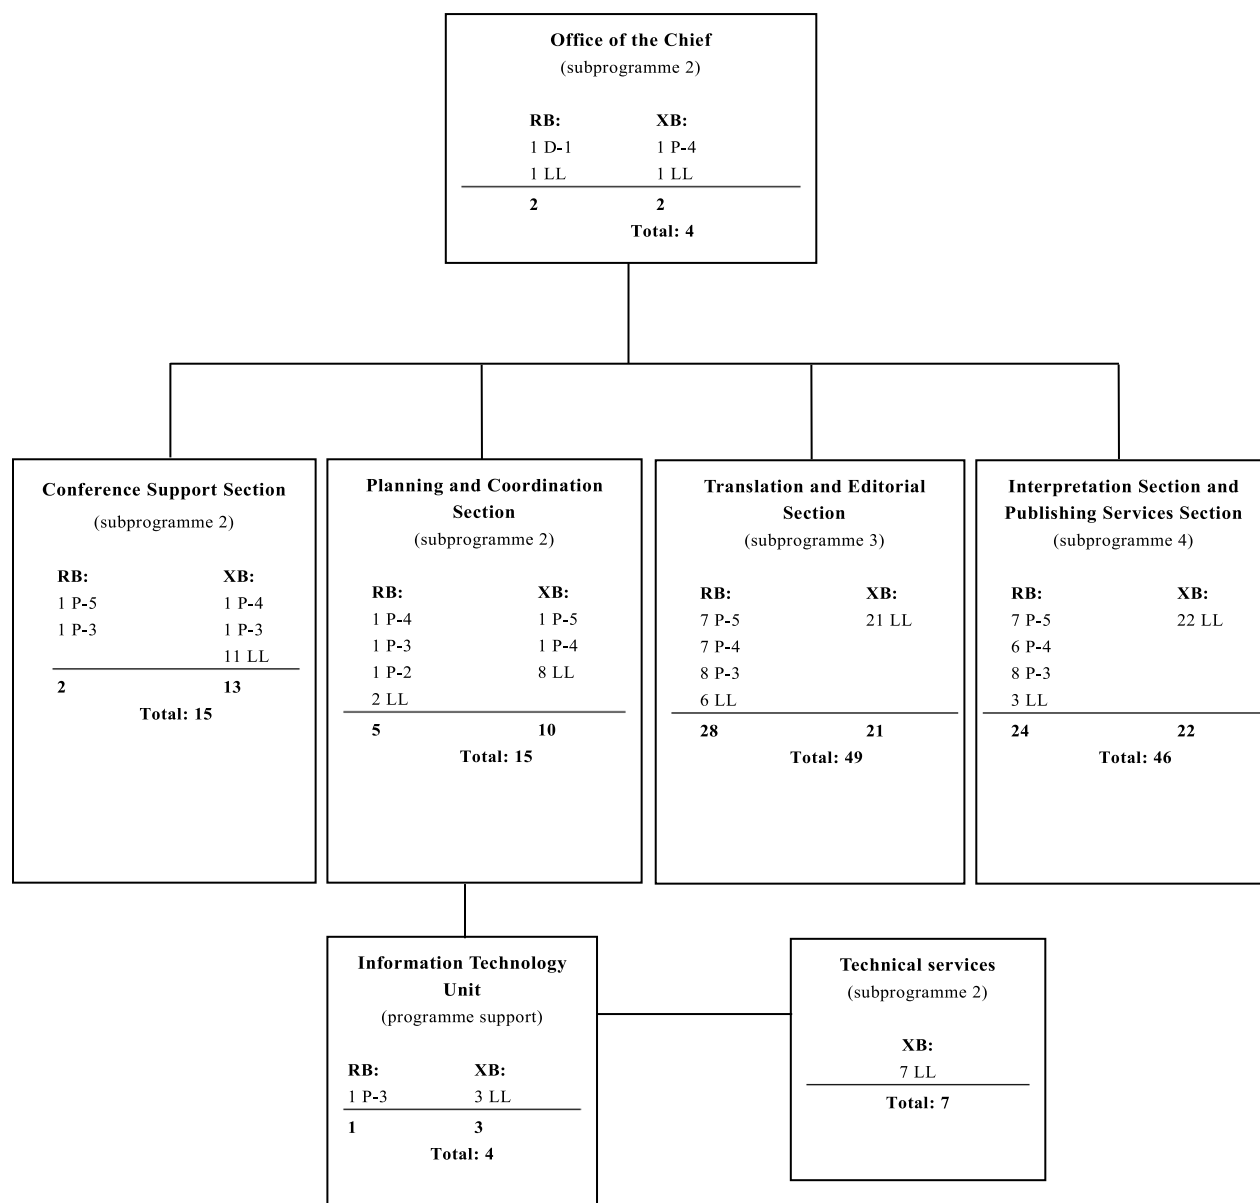 Office of the Chief
(subprogramme 2)
RB: XB:
1 D-1 1 P-4
1 LL 1 LL
2 2
Total: 4
Conference Support Section
(subprogramme 2)
RB: XB:
1 P-5 1 P-4
1 P-3 1 P-3
11 LL
2 13
Total: 15
Planning and Coordination
Section
(subprogramme 2)
RB: XB:
1 P-4 1 P-5
1 P-3 1 P-4
1 P-2 8 LL
2 LL
5 10
Total: 15
Translation and Editorial
Section
(subprogramme 3)
RB: XB:
7 P-5 21 LL
7 P-4
8 P-3
6 LL
28 21
Total: 49
Interpretation Section and
Publishing Services Section
(subprogramme 4)
RB: XB:
7 P-5 22 LL
6 P-4
8 P-3
3 LL
24 22
Total: 46
Information Technology
Unit
(programme support)
RB: XB:
1 P-3 3 LL
1 3
Total: 4
Technical services
(subprogramme 2)
XB:
7 LL
Total: 7